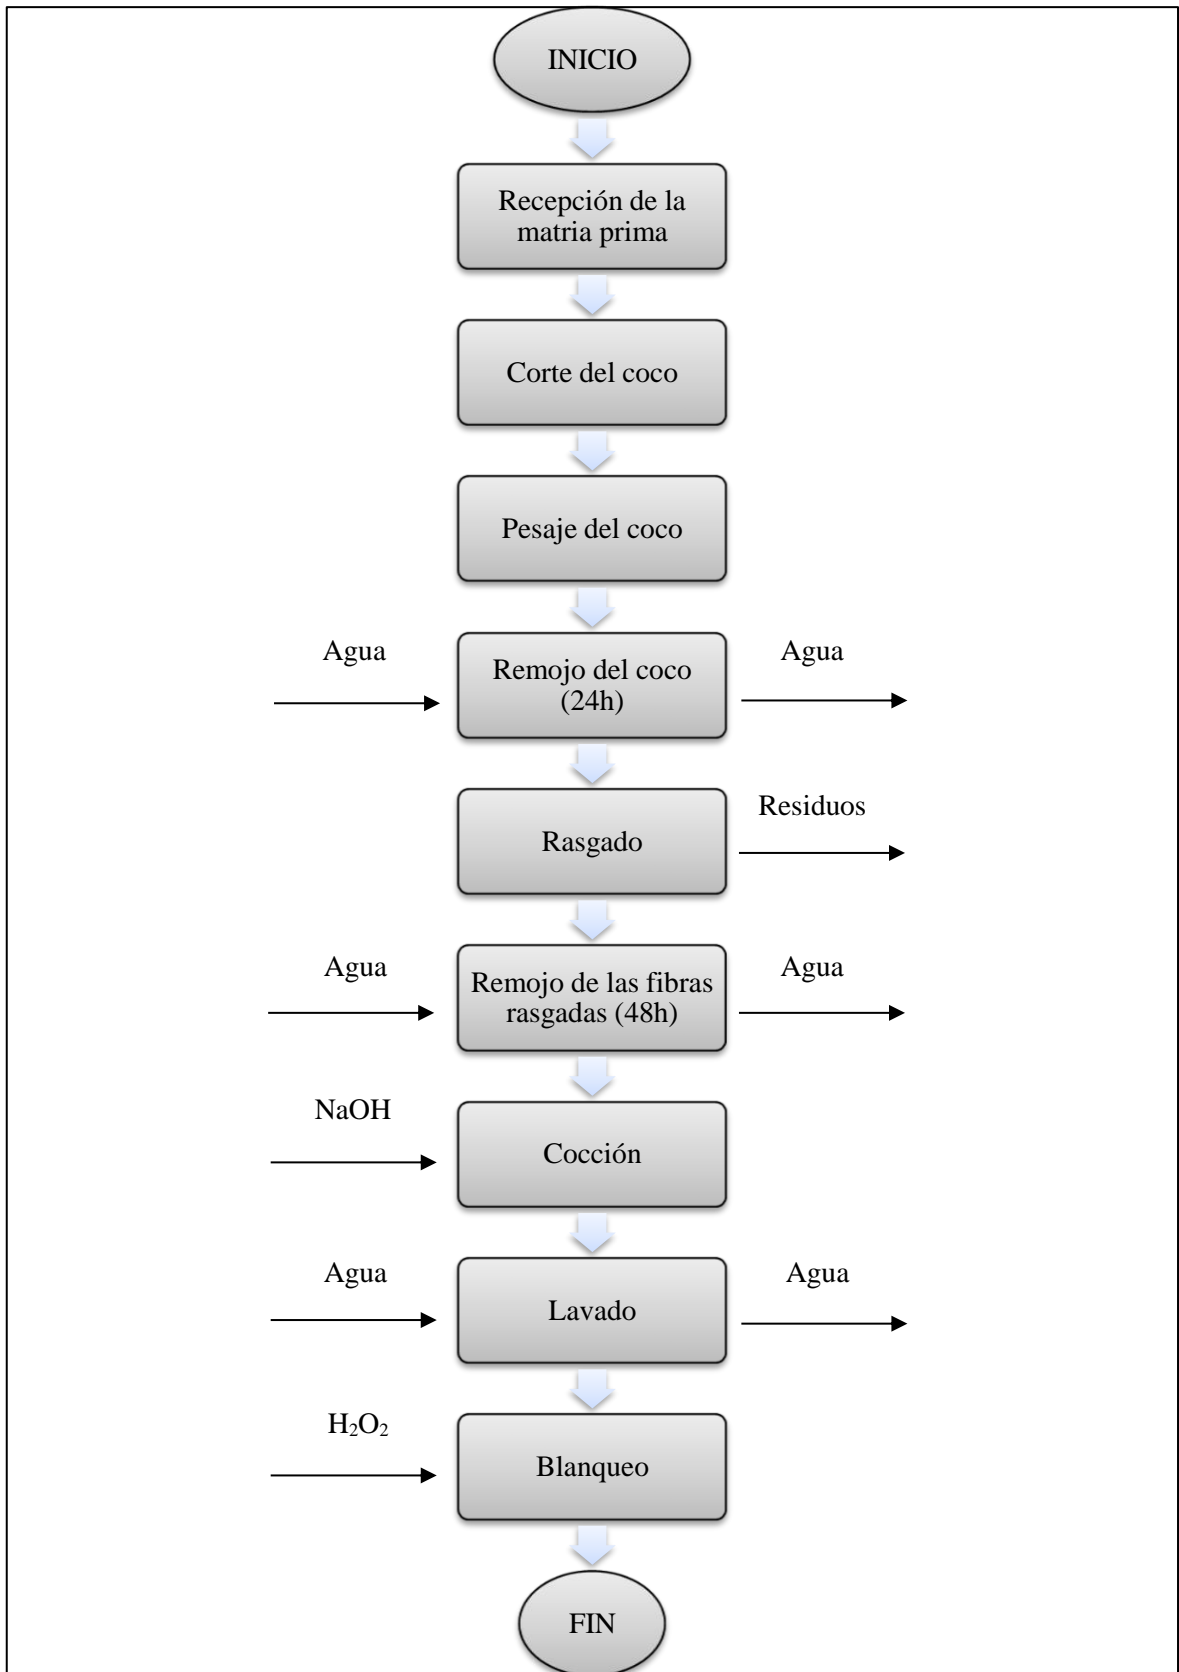 INICIO
Recepción de la
matria prima
Corte del coco
Pesaje del coco
Agua
Remojo del coco
(24h)
Agua
Rasgado
Residuos
Agua
Remojo de las fibras
rasgadas (48h)
Agua
NaOH
Cocción
Agua
Lavado
Agua
H₂O₂
Blanqueo
FIN